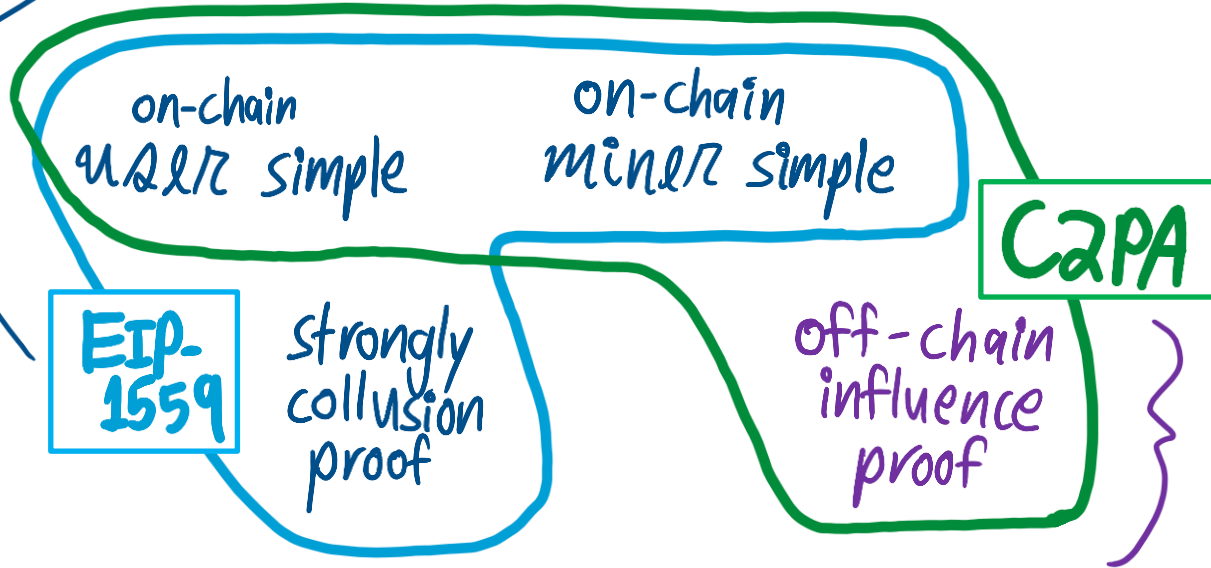 on-chain
user simple
on-chain
miner simple
C2PA
EIP-
1559
strongly
collusion
proof
off-chain
influence
proof